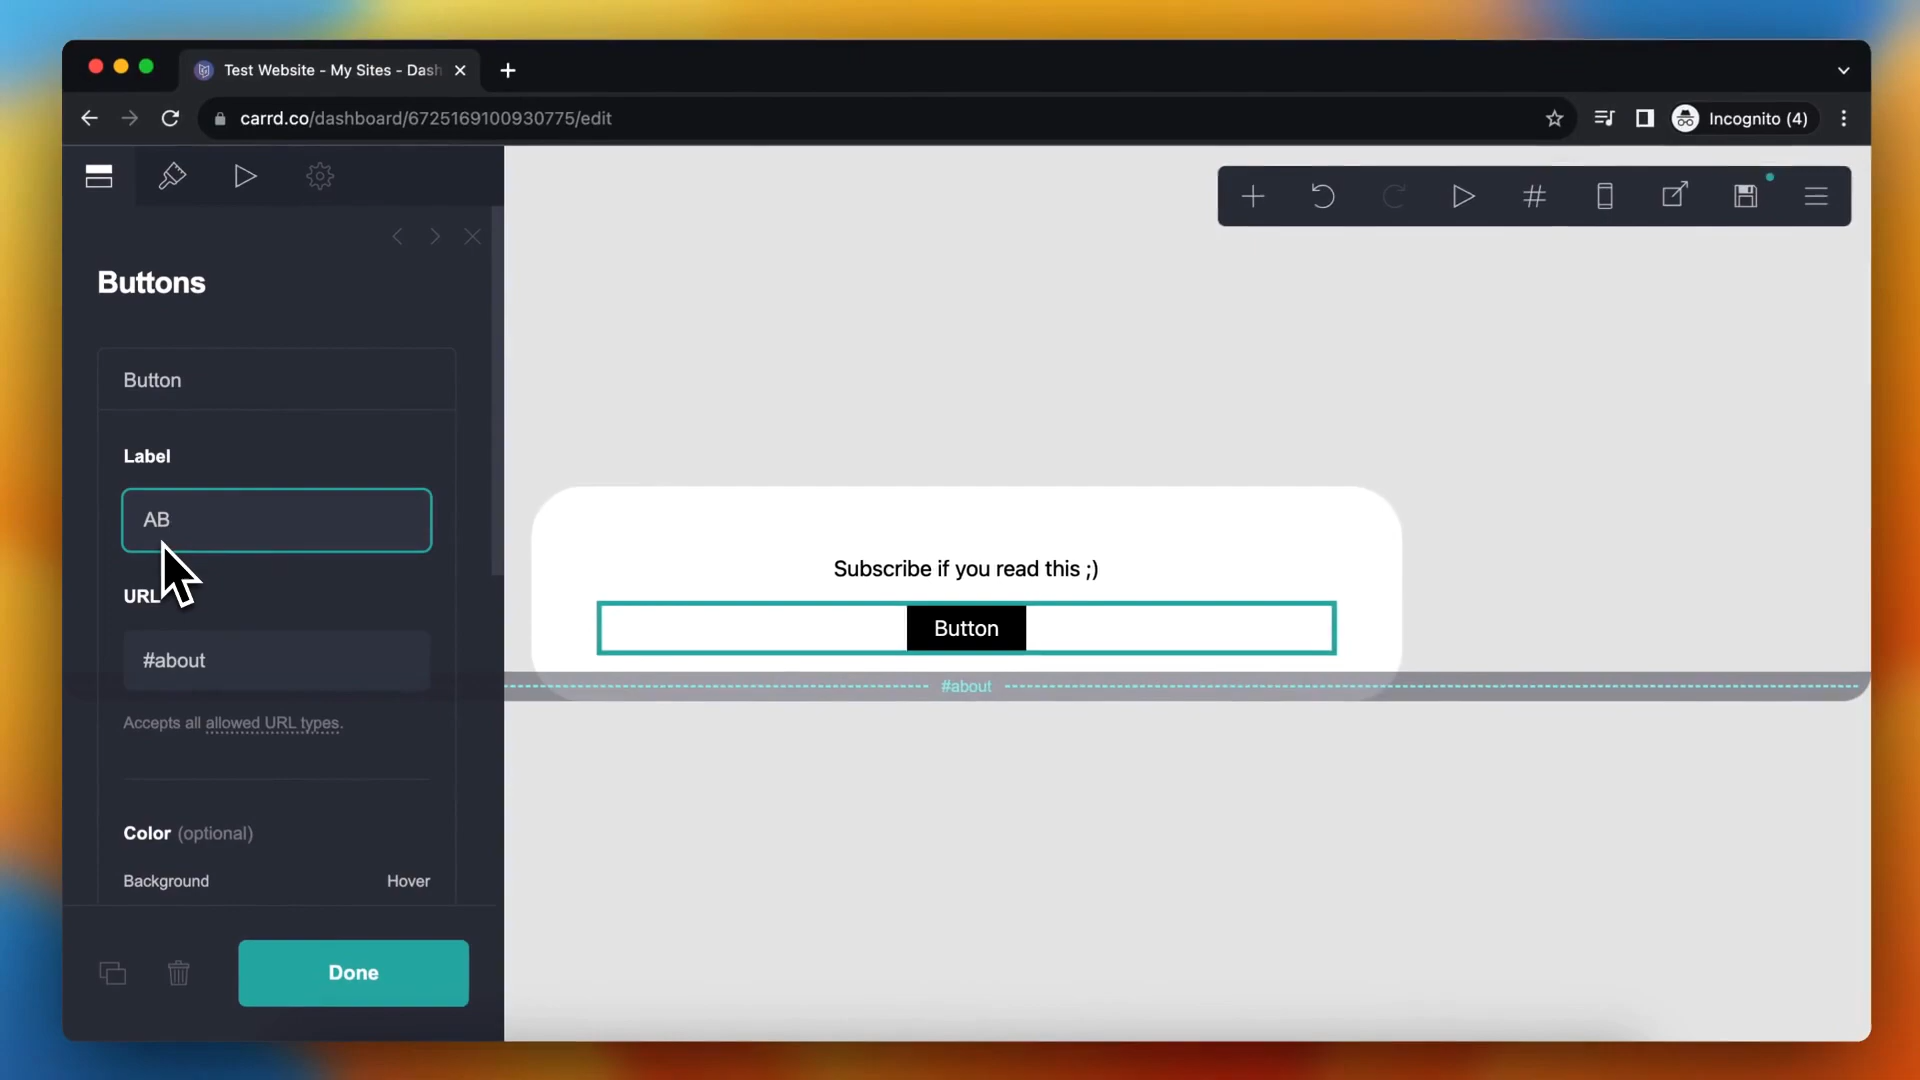 Test Website - My Sites - Dash
carrd.co/dashboard/6725169100930775/edit
Incognito (4)
Buttons
Button
Label
AB
URL
#about
Accepts all allowed URL types.
Color (optional)
Background Hover
Done
Subscribe if you read this ;)
Button
#about